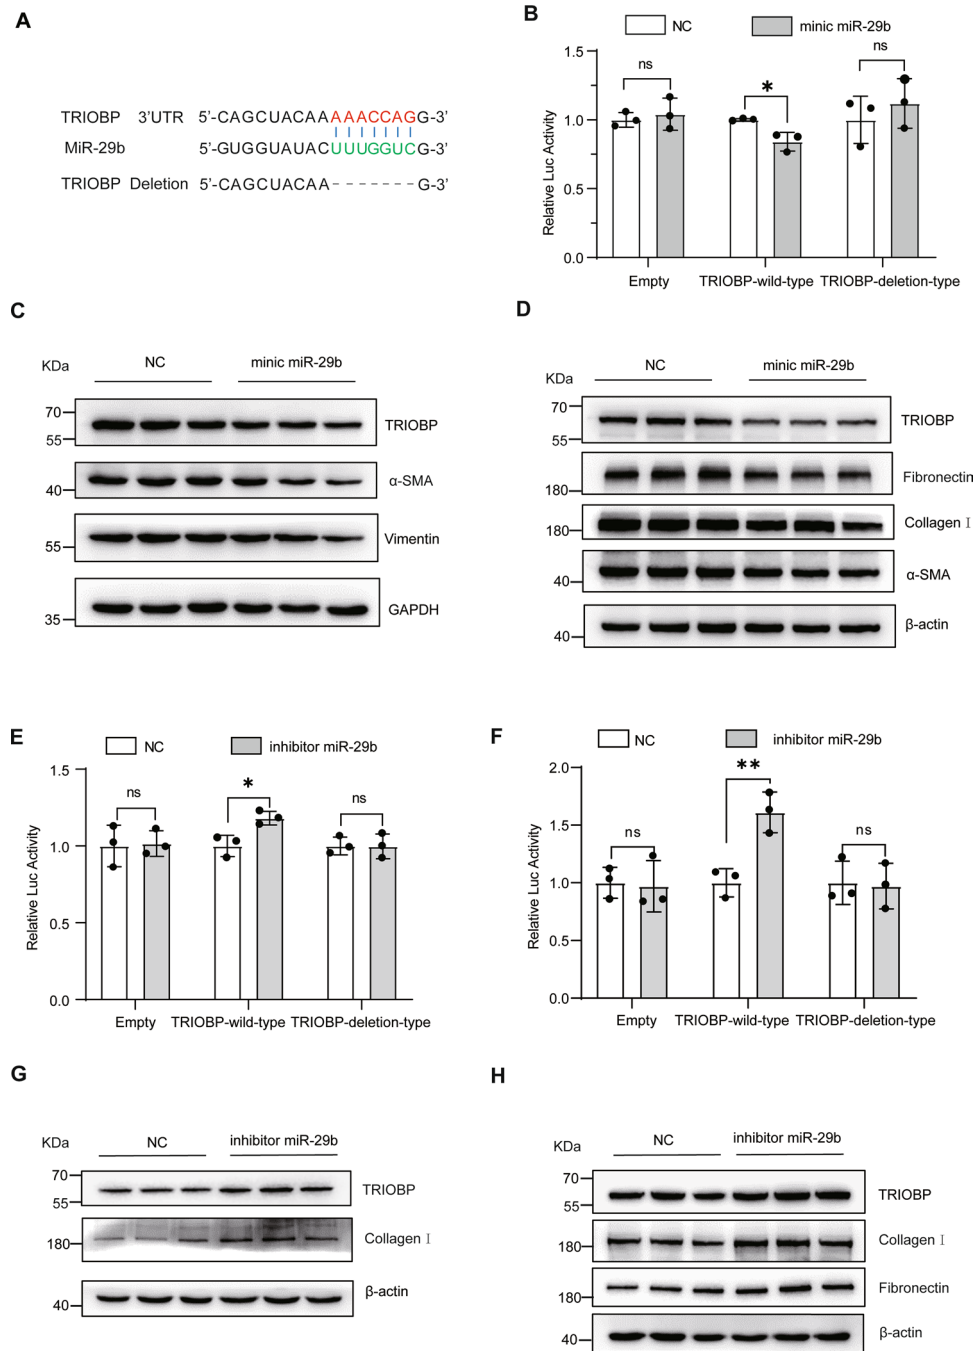 A
TRIOBP 3'UTR 5'-CAGCUACAAAAACCAGG-3'
MiR-29b 5'-GUGGUAUACUUUGGUCG-3'
TRIOBP Deletion 5'-CAGCUACAA-------G-3'
B
NC minic miR-29b
Relative Luc Activity
1.5
1.0
0.5
0.0
ns
*
ns
Empty TRIOBP-wild-type TRIOBP-deletion-type
C
KDa NC minic miR-29b
70
55
TRIOBP
40
α-SMA
55
Vimentin
35
GAPDH
D
KDa NC minic miR-29b
70
55
TRIOBP
180
Fibronectin
180
Collagen Ⅰ
40
α-SMA
40
β-actin
E
NC inhibitor miR-29b
Relative Luc Activity
1.5
1.0
0.5
0.0
ns
*
ns
Empty TRIOBP-wild-type TRIOBP-deletion-type
F
NC inhibitor miR-29b
Relative Luc Activity
2.0
1.5
1.0
0.5
0.0
ns
**
ns
Empty TRIOBP-wild-type TRIOBP-deletion-type
G
KDa NC inhibitor miR-29b
70
55
TRIOBP
180
Collagen Ⅰ
40
β-actin
H
KDa NC inhibitor miR-29b
70
55
TRIOBP
180
Collagen Ⅰ
180
Fibronectin
40
β-actin